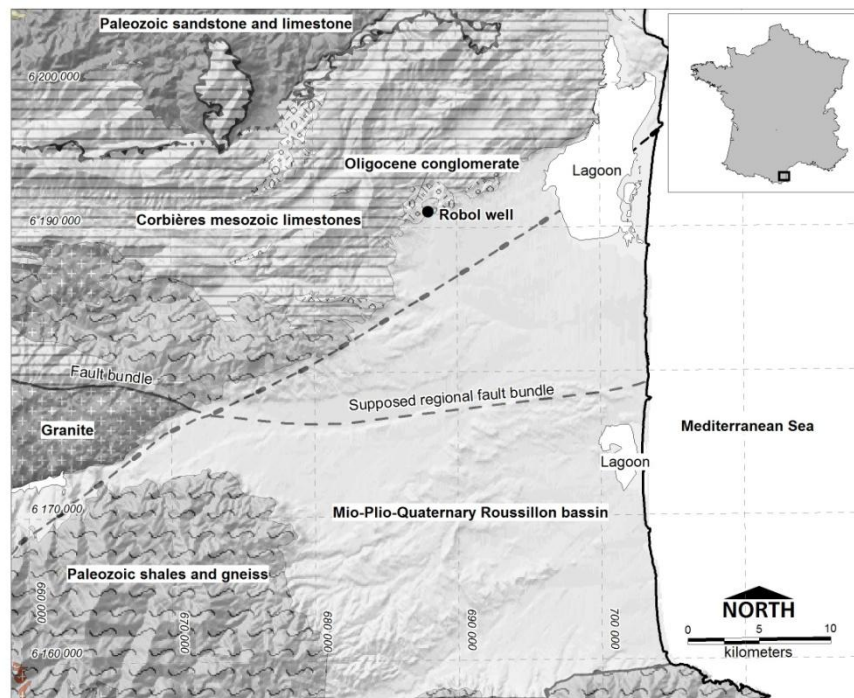 Paleozoic sandstone and limestone
6 200 000
Oligocene conglomerate
Lagoon
Corbières mesozoic limestones
Robol well
6 190 000
Fault bundle
Supposed regional fault bundle
Granite
Mediterranean Sea
Lagoon
6 170 000
Mio-Plio-Quaternary Roussillon bassin
Paleozoic shales and gneiss
660 000
670 000
680 000
690 000
700 000
NORTH
0 5 10
kilometers
6 160 000